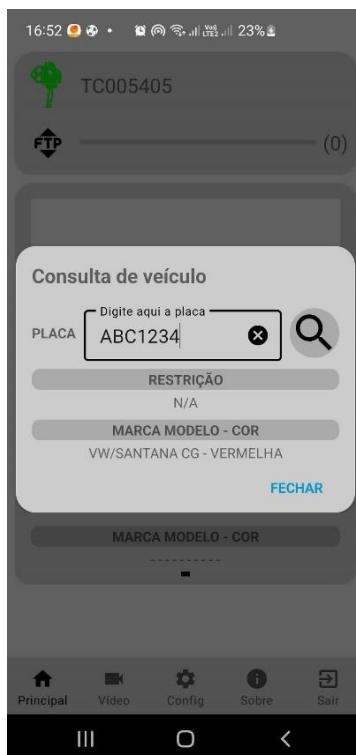 16:52 23%
TC005405
FTP (0)
Consulta de veículo
Digite aqui a placa
PLACA ABC1234
RESTRIÇÃO
N/A
MARCA MODELO - COR
VW/SANTANA CG - VERMELHA
FECHAR
MARCA MODELO - COR
----------
-
Principal Vídeo Config Sobre Sair